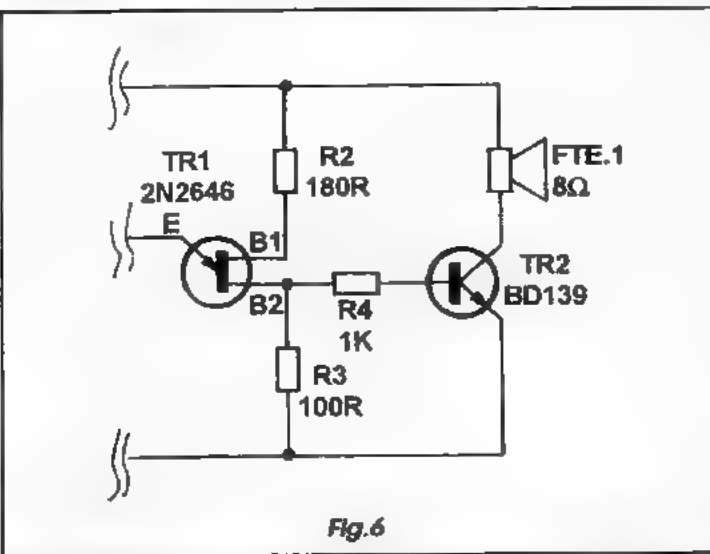 TR1
2N2646
E
B1
B2
R2
180R
R4
1K
R3
100R
FTE.1
8Ω
TR2
BD139
Fig.6